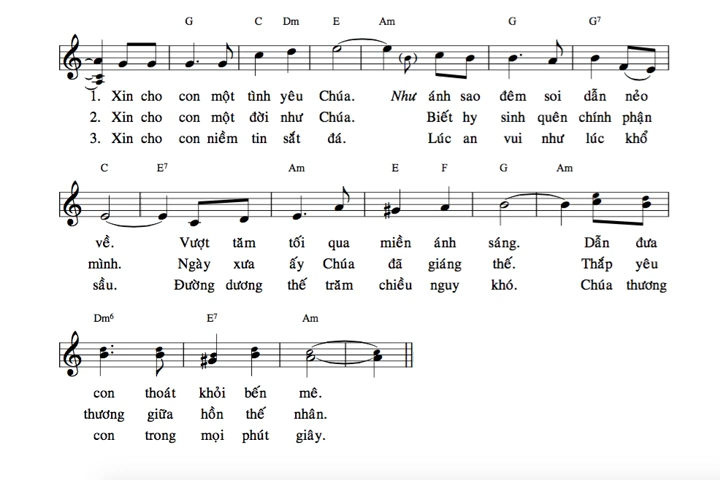 G C Dm E Am G G7
1. Xin cho con một tình yêu Chúa. Như ánh sao đêm soi dẫn nẻo
2. Xin cho con một đời như Chúa. Biết hy sinh quên chính phận
3. Xin cho con niềm tin sắt đá. Lúc an vui như lúc khổ
C E7 Am E F G Am
về. Vượt tăm tối qua miền ánh sáng. Dẫn đưa
mình. Ngày xưa ấy Chúa đã giáng thế. Thắp yêu
sầu. Đường dương thế trăm chiều nguy khó. Chúa thương
Dm6 E7 Am
con thoát khỏi bến mê.
thương giữa hồn thế nhân.
con trong mọi phút giây.